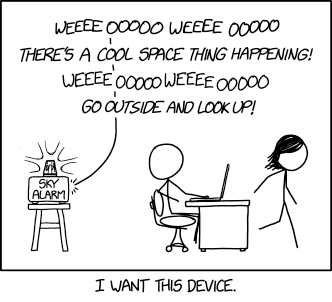 WEEEE OOOOO WEEEE OOOOO
THERE'S A COOL SPACE THING HAPPENING!
WEEEE OOOOO WEEEE OOOOO
GO OUTSIDE AND LOOK UP!
SKY
ALARM
I WANT THIS DEVICE.